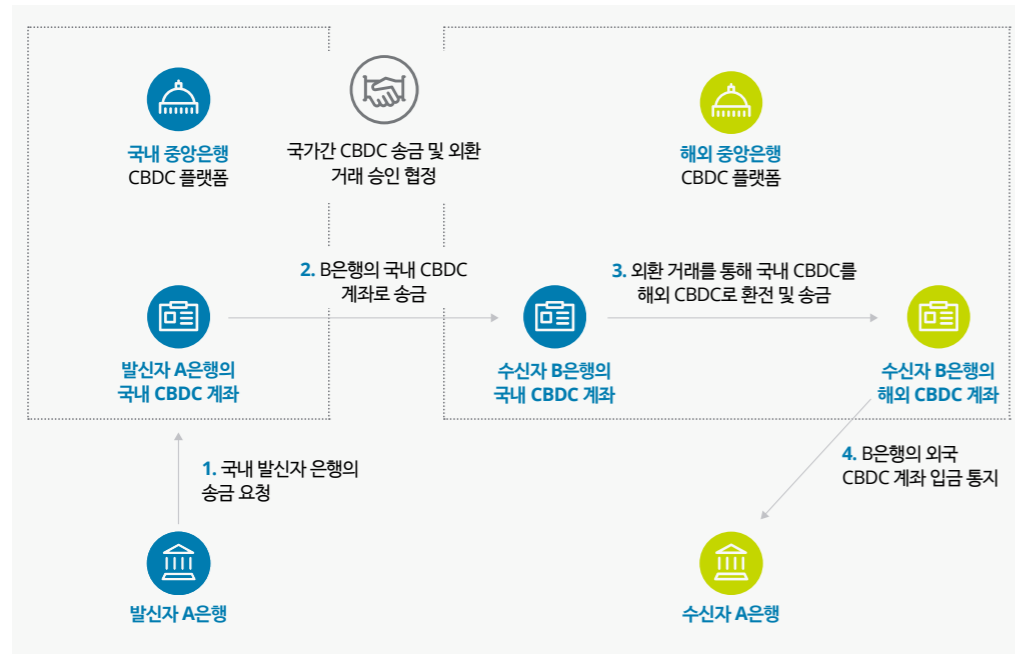 국내 중앙은행
CBDC 플랫폼
국가간 CBDC 송금 및 외환
거래 승인 협정
해외 중앙은행
CBDC 플랫폼
2. B은행의 국내 CBDC
계좌로 송금
3. 외환 거래를 통해 국내 CBDC를
해외 CBDC로 환전 및 송금
발신자 A은행의
국내 CBDC 계좌
수신자 B은행의
국내 CBDC 계좌
수신자 B은행의
해외 CBDC 계좌
1. 국내 발신자 은행의
송금 요청
4. B은행의 외국
CBDC 계좌 입금 통지
발신자 A은행
수신자 A은행